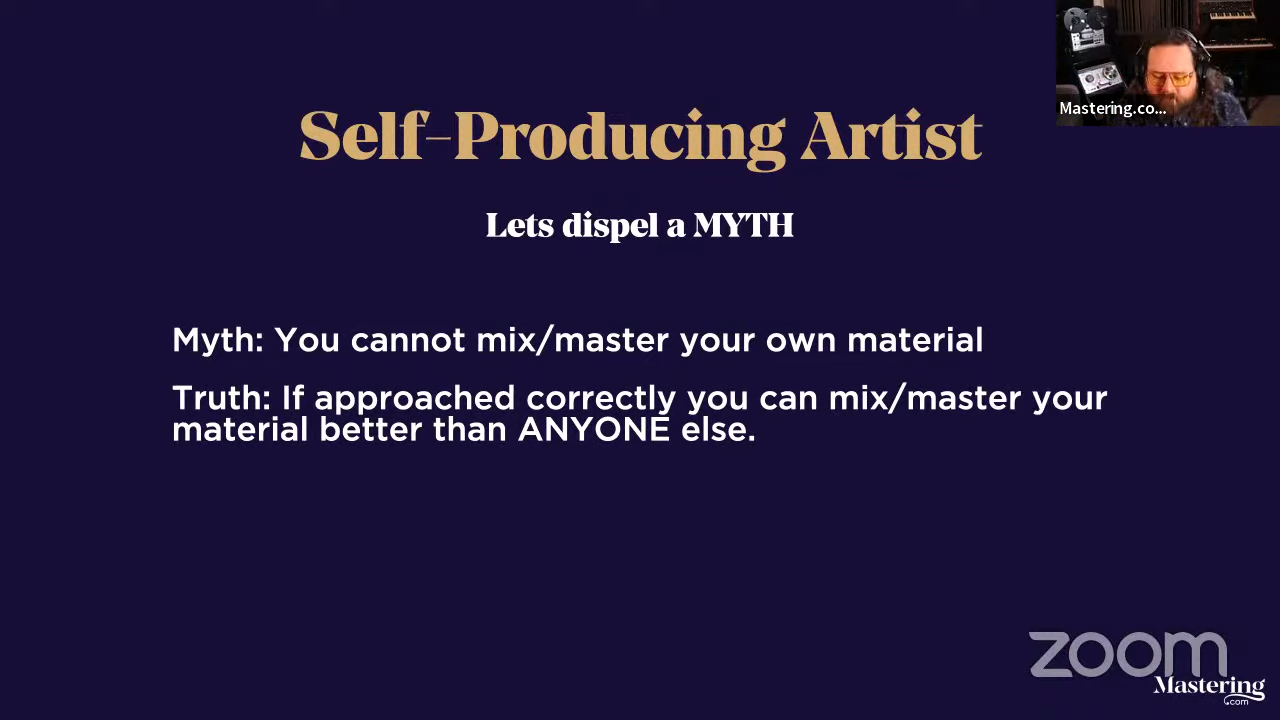 Mastering.co...
Self-Producing Artist
Lets dispel a MYTH
Myth: You cannot mix/master your own material
Truth: If approached correctly you can mix/master your
material better than ANYONE else.
zoom
Mastering
.com